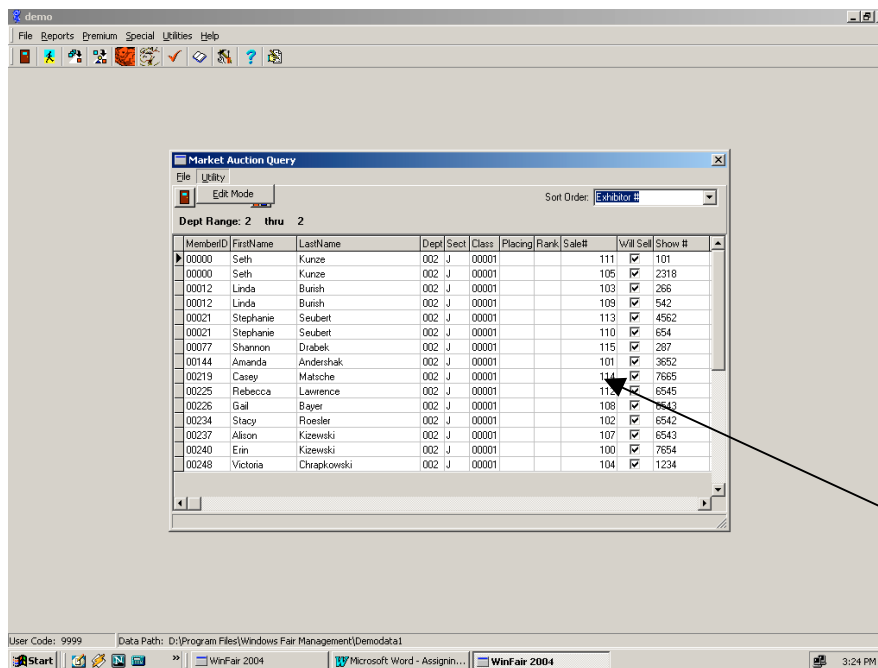 demo
File Reports Premium Special Utilities Help
Market Auction Query
File Utility
Edit Mode
Sort Order: Exhibitor #
Dept Range: 2 thru 2
MemberID FirstName LastName Dept Sect Class Placing Rank Sale# Will Sell Show #
00000 Seth Kunze 002 J 00001 111 101
00000 Seth Kunze 002 J 00001 105 2318
00012 Linda Burish 002 J 00001 103 266
00012 Linda Burish 002 J 00001 109 542
00021 Stephanie Seubert 002 J 00001 113 4562
00021 Stephanie Seubert 002 J 00001 110 654
00077 Shannon Drabek 002 J 00001 115 287
00144 Amanda Andershak 002 J 00001 101 3652
00219 Casey Matsche 002 J 00001 114 7665
00225 Rebecca Lawrence 002 J 00001 112 6545
00226 Gail Bayer 002 J 00001 108 6543
00234 Stacy Roesler 002 J 00001 102 6542
00237 Alison Kizewski 002 J 00001 107 6543
00240 Erin Kizewski 002 J 00001 100 7654
00248 Victoria Chrapkowski 002 J 00001 104 1234
User Code: 9999 Data Path: D:\Program Files\Windows Fair Management\Demodata1
Start » WinFair 2004 Microsoft Word - Assignin... WinFair 2004 3:24 PM